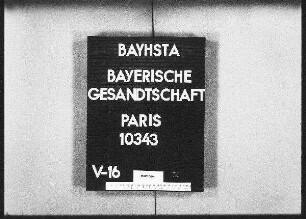 BAYHSTA
BAYERISCHE
GESANDTSCHAFT
PARIS
10343
V-16